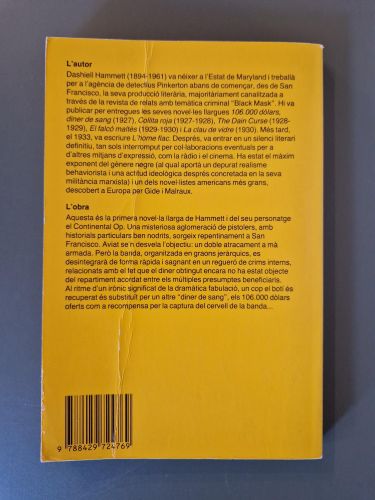 L'autor
Dashiell Hammett (1894-1961) va néixer a l'Estat de Maryland i treballà
per a l'agència de detectius Pinkerton abans de començar, des de San
Francisco, la seva producció literària, majoritàriament canalitzada a
través de la revista de relats amb temàtica criminal "Black Mask". Hi va
publicar per entregues les seves novel·les llargues 106.000 dòlars,
diner de sang (1927), Collita roja (1927-1928), The Dain Curse (1928-
1929), El falcó maltès (1929-1930) i La clau de vidre (1930). Més tard,
el 1933, va escriure L'home flac. Després, va entrar en un silenci literari
definitiu, tan sols interromput per col·laboracions eventuals per a
d'altres mitjans d'expressió, com la ràdio i el cinema. Ha estat el màxim
exponent del gènere negre (al qual aportà un depurat realisme
behaviorista i una actitud ideològica després concretada en la seva
militància marxista) i un dels novel·listes americans més grans,
descobert a Europa per Gide i Malraux.
L'obra
Aquesta és la primera novel·la llarga de Hammett i del seu personatge
el Continental Op. Una misteriosa aglomeració de pistolers, amb
historials particulars ben nodrits, sorgeix repentinament a San
Francisco. Aviat se'n desvela l'objectiu: un doble atracament a mà
armada. Però la banda, organitzada en graons jeràrquics, es
desintegrarà de forma ràpida i sagnant en un reguero de crims interns,
relacionats amb el fet que el diner obtingut encara no ha estat objecte
del repartiment acordat entre els múltiples presumptes beneficiaris.
Al ritme d'un irònic significat de la dramàtica fabulació, un cop el botí és
recuperat és substituït per un altre "diner de sang", els 106.000 dòlars
oferts com a recompensa per la captura del cervell de la banda...
9 788429 724769